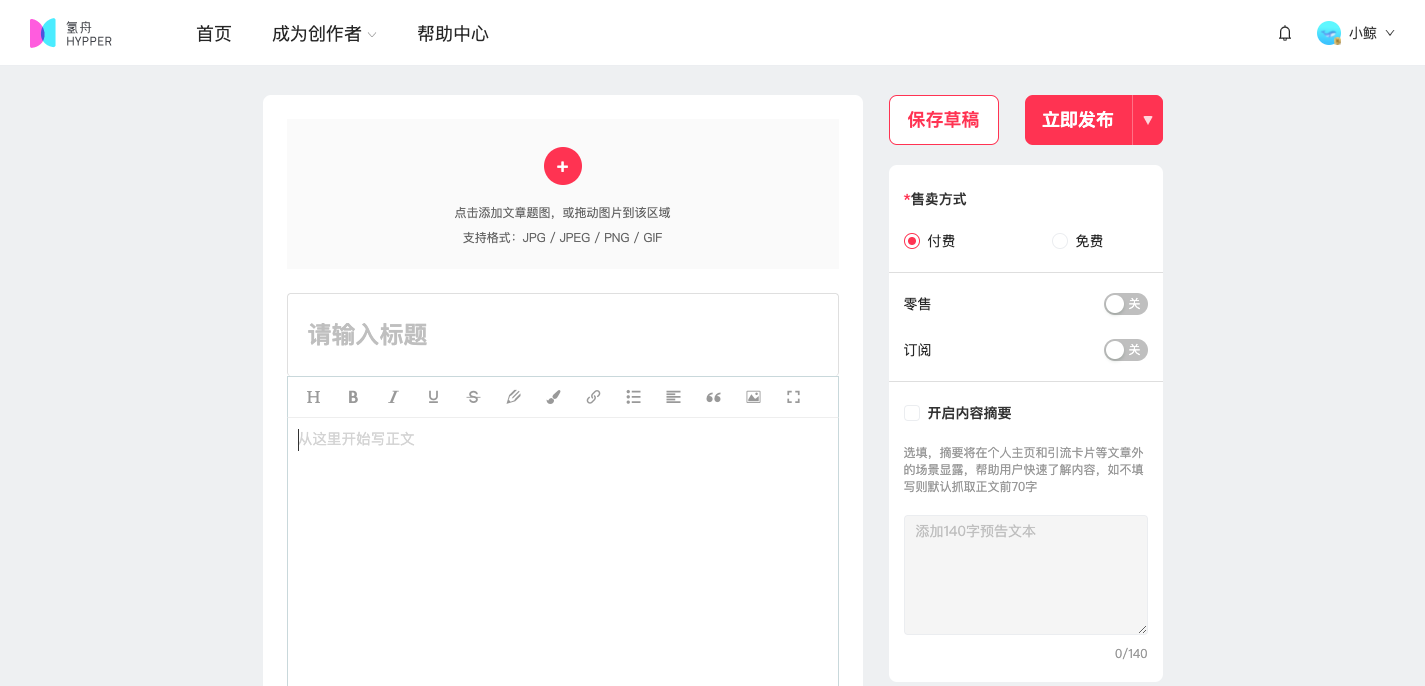 氢舟
HYPPER
首页
成为创作者
帮助中心
小鲸
+
点击添加文章题图，或拖动图片到该区域
支持格式：JPG / JPEG / PNG / GIF
请输入标题
H B I U S
从这里开始写正文
保存草稿
立即发布
*售卖方式
付费
免费
零售
关
订阅
关
开启内容摘要
选填，摘要将在个人主页和引流卡片等文章外
的场景显露，帮助用户快速了解内容，如不填
写则默认抓取正文前70字
添加140字预告文本
0/140